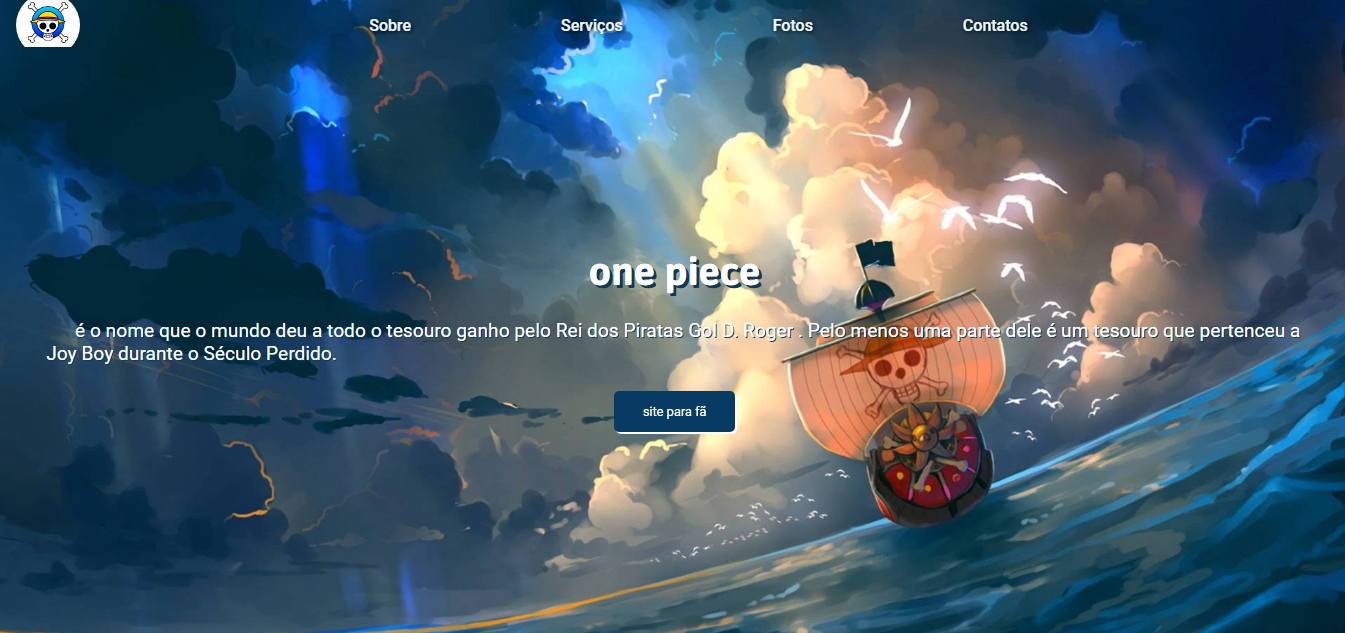 Sobre Serviços Fotos Contatos
one piece
é o nome que o mundo deu a todo o tesouro ganho pelo Rei dos Piratas Gol D. Roger . Pelo menos uma parte dele é um tesouro que pertenceu a
Joy Boy durante o Século Perdido.
site para fã